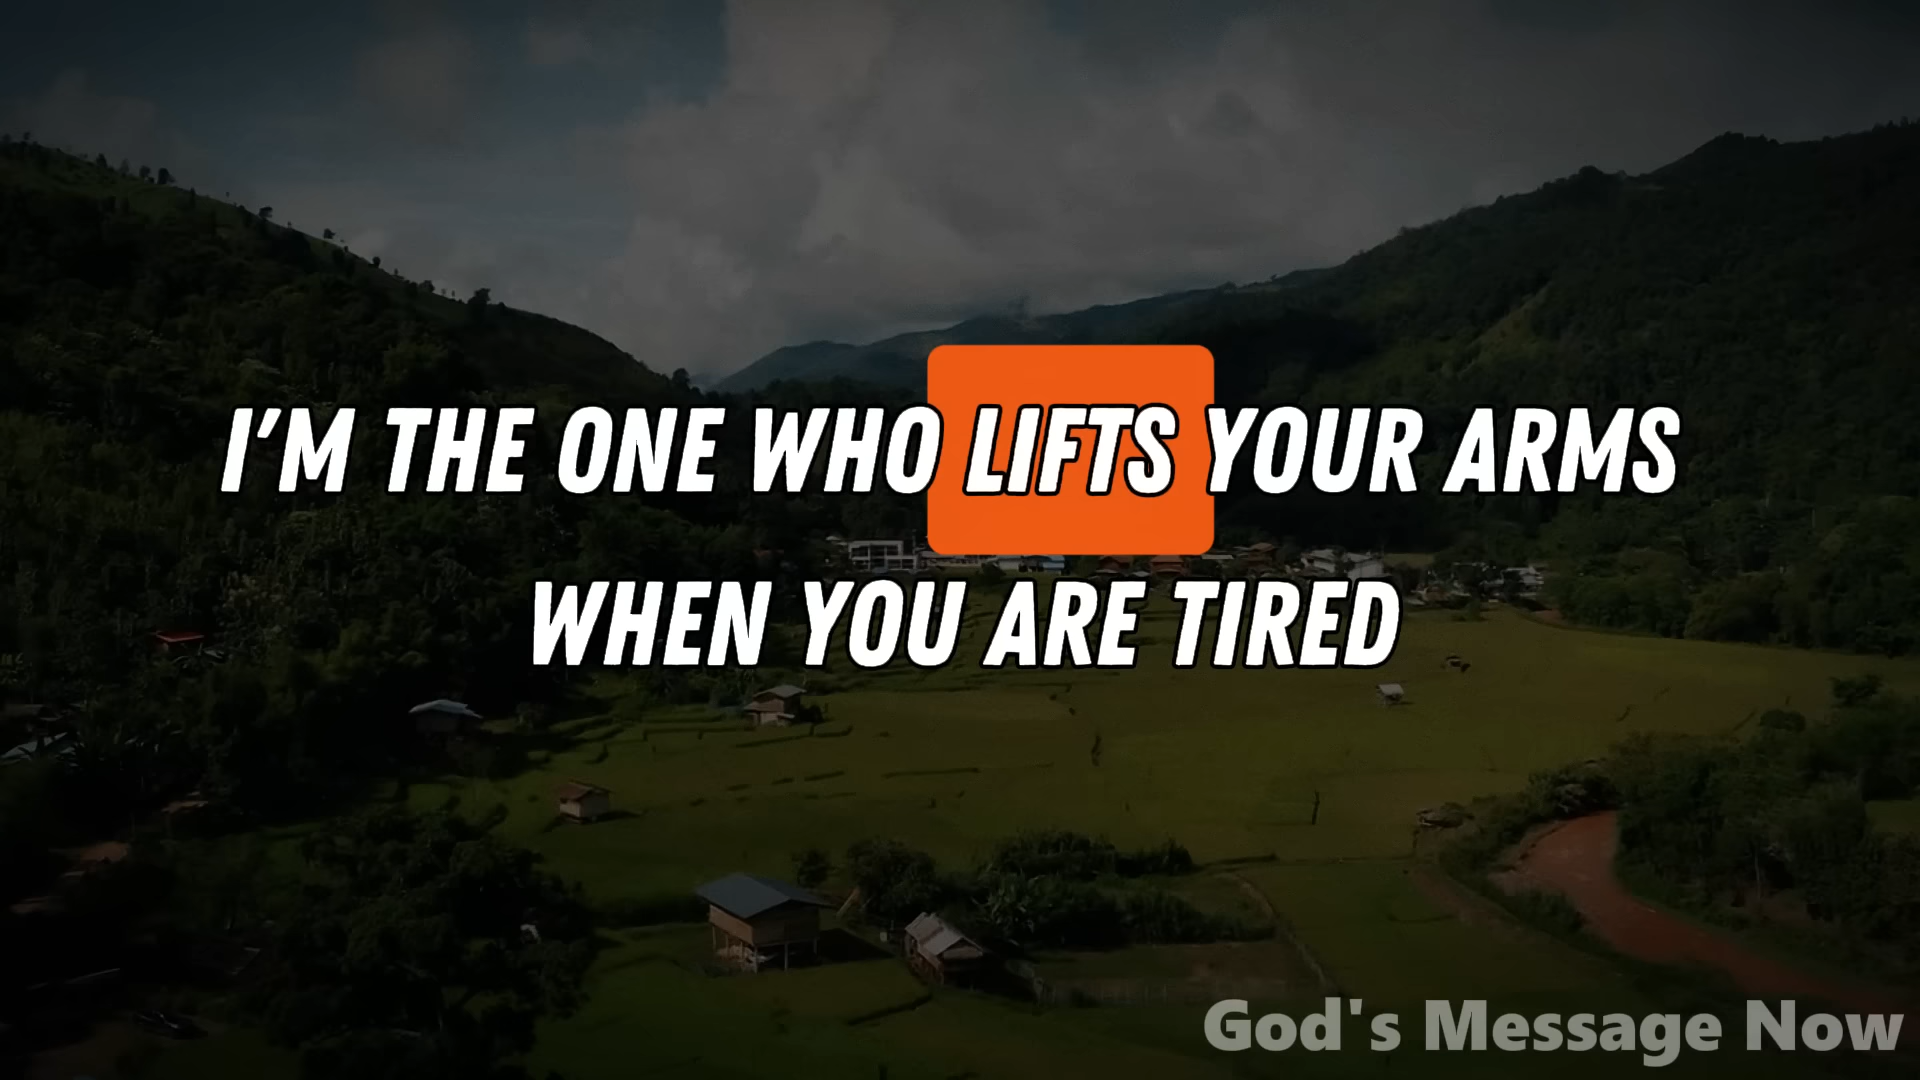 I'M THE ONE WHO LIFTS YOUR ARMS
WHEN YOU ARE TIRED
God's Message Now